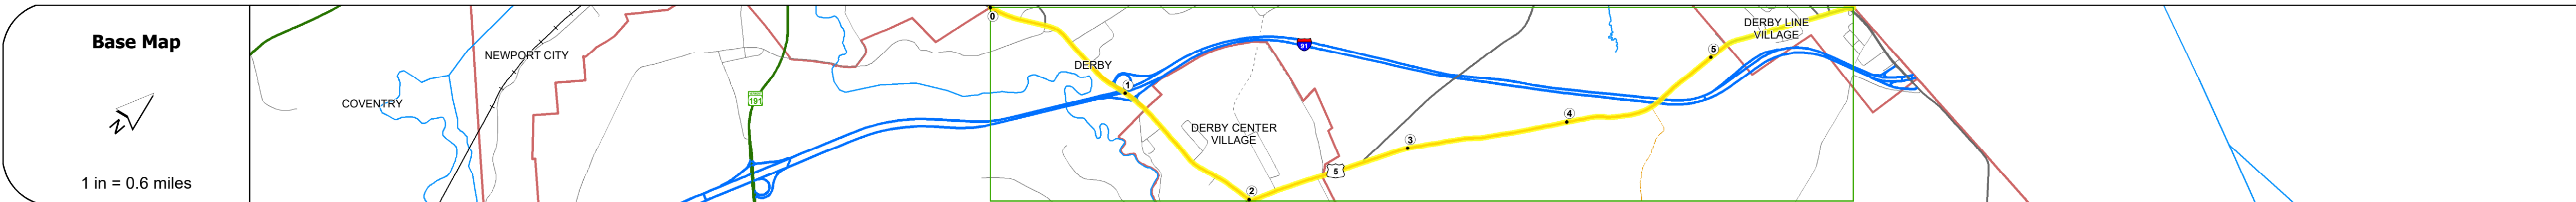 Base Map
N
1 in = 0.6 miles
COVENTRY
NEWPORT CITY
191
0
DERBY
1
DERBY CENTER
VILLAGE
2
91
5
3
4
5
DERBY LINE
VILLAGE